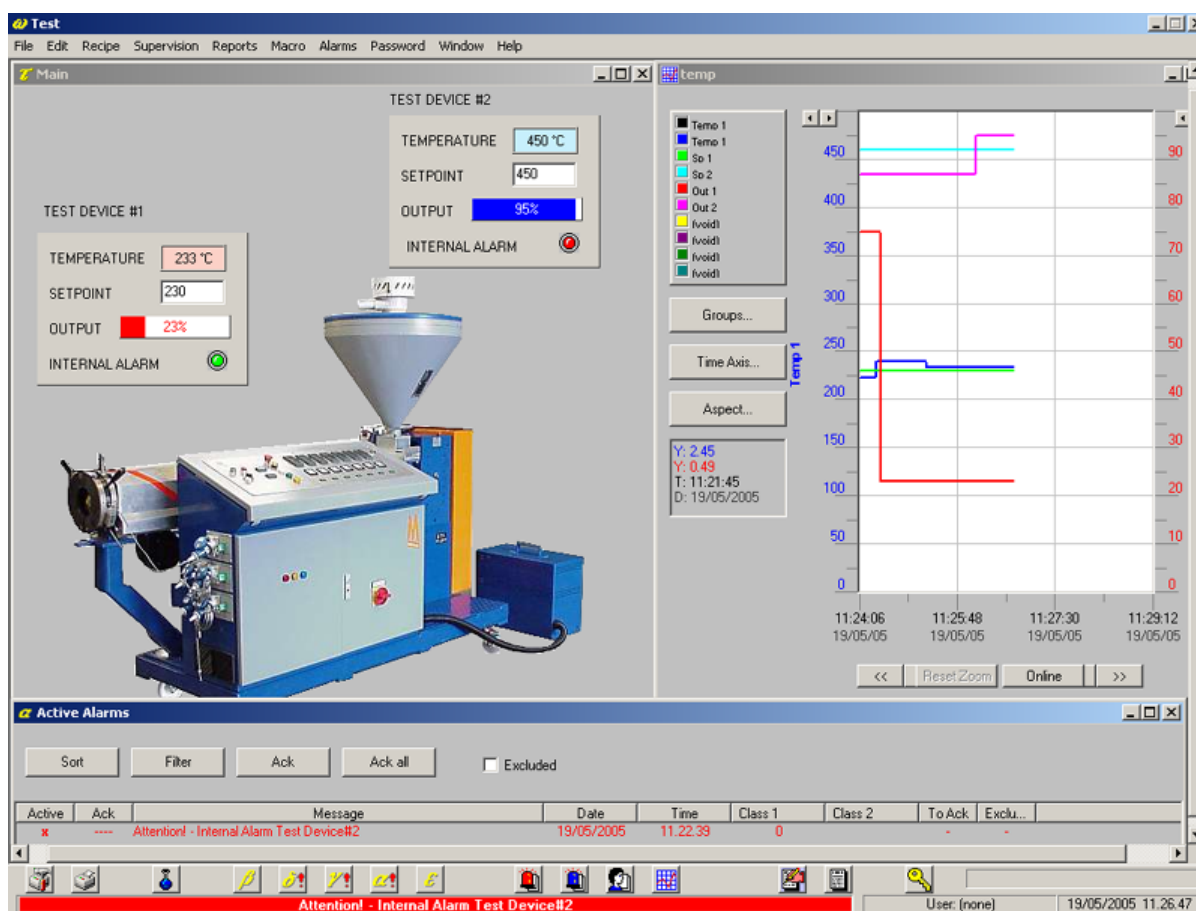 Test
File Edit Recipe Supervision Reports Macro Alarms Password Window Help
Main
TEST DEVICE #2
TEMPERATURE 450 °C
SETPOINT 450
OUTPUT 95%
INTERNAL ALARM
TEST DEVICE #1
TEMPERATURE 233 °C
SETPOINT 230
OUTPUT 23%
INTERNAL ALARM
temp
Temp 1
Temp 1
Sp 1
Sp 2
Out 1
Out 2
(void)
(void)
(void)
(void)
Groups...
Time Axis...
Aspect...
Y: 2.45
Y: 0.49
T: 11:21:45
D: 19/05/2005
Temp 1
450 90
400 80
350 70
300 60
250 50
200 40
150 30
100 20
50 10
0 0
11:24:06 11:25:48 11:27:30 11:29:12
19/05/05 19/05/05 19/05/05 19/05/05
<< Reset Zoom Online >>
Active Alarms
Sort Filter Ack Ack all Excluded
Active Ack Message Date Time Class 1 Class 2 To Ack Exclu...
x ---- Attention! - Internal Alarm Test Device#2 19/05/2005 11.22.39 0 - -
Attention! - Internal Alarm Test Device#2 User: (none) 19/05/2005 11.26.47